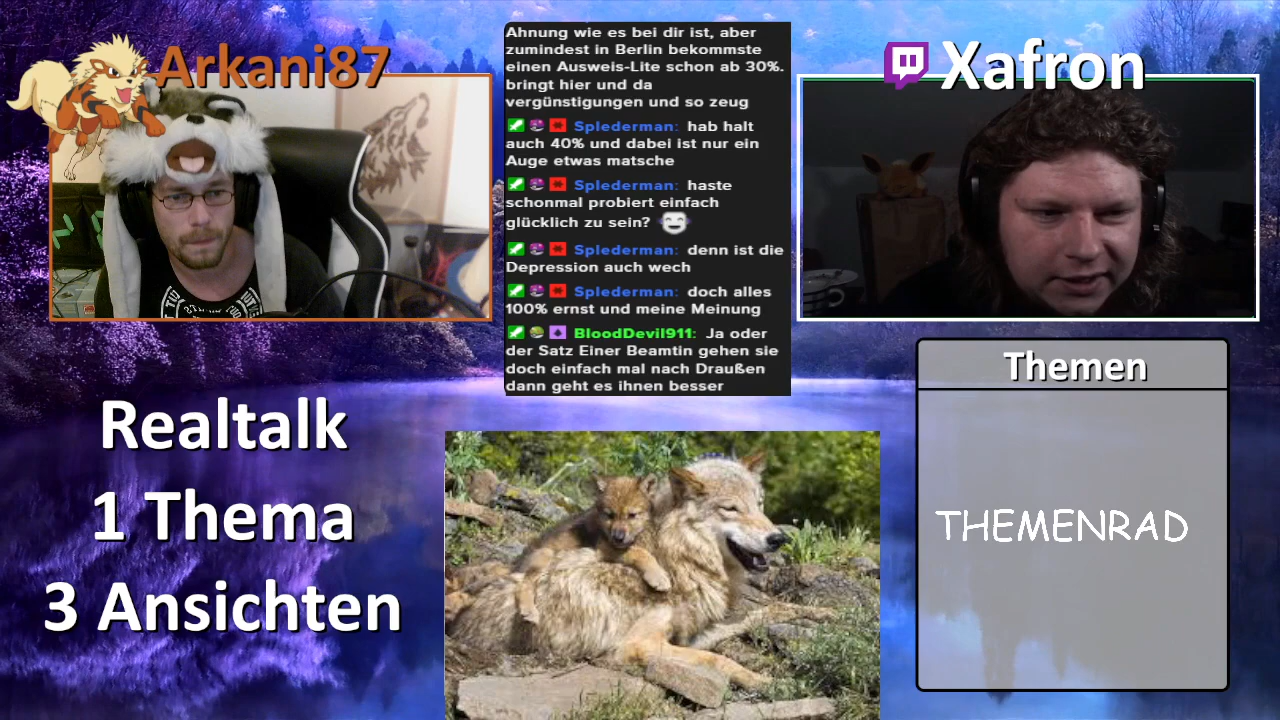 Arkani87
Ahnung wie es bei dir ist, aber
zumindest in Berlin bekommste
einen Ausweis-Lite schon ab 30%.
bringt hier und da
vergünstigungen und so zeug
Splederman: hab halt
auch 40% und dabei ist nur ein
Auge etwas matsche
Splederman: haste
schonmal probiert einfach
glücklich zu sein?
Splederman: denn ist die
Depression auch wech
Splederman: doch alles
100% ernst und meine Meinung
BloodDevil911: Ja oder
der Satz Einer Beamtin gehen sie
doch einfach mal nach Draußen
dann geht es ihnen besser
Xafron
Realtalk
1 Thema
3 Ansichten
Themen
THEMENRAD